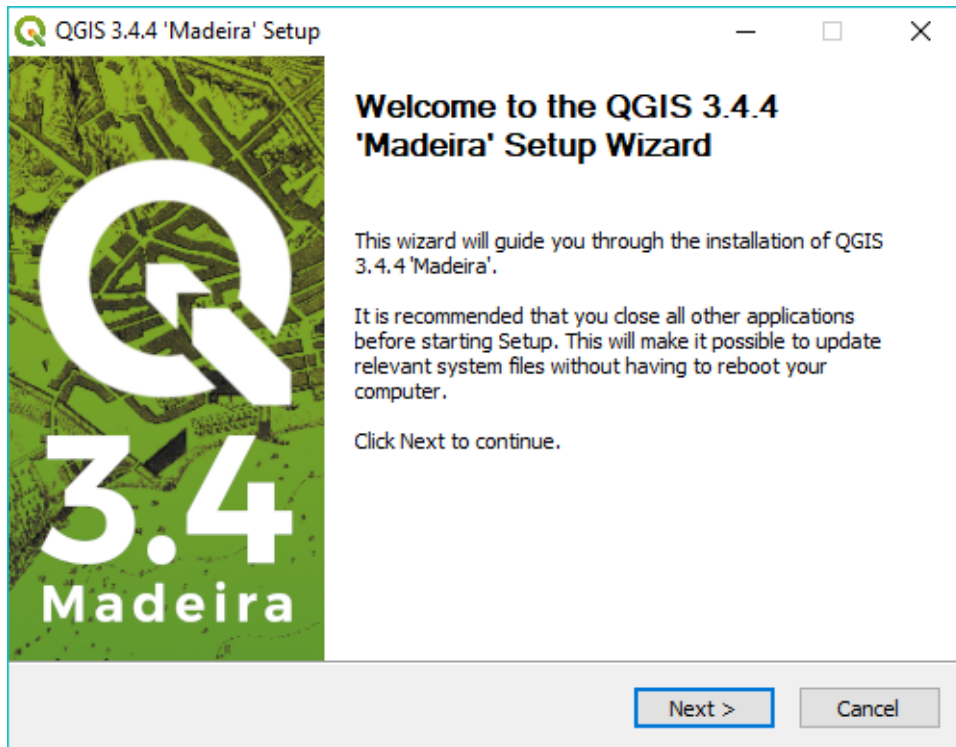 QGIS 3.4.4 'Madeira' Setup
Welcome to the QGIS 3.4.4
'Madeira' Setup Wizard
This wizard will guide you through the installation of QGIS
3.4.4 'Madeira'.
It is recommended that you close all other applications
before starting Setup. This will make it possible to update
relevant system files without having to reboot your
computer.
Click Next to continue.
3.4
Madeira
Next >
Cancel